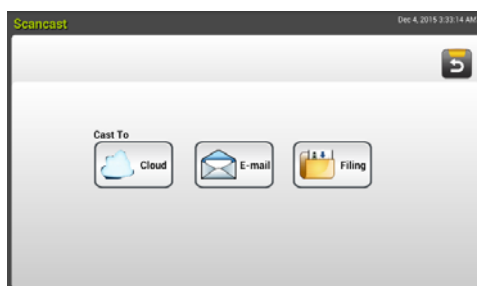 Scancast
Dec 4, 2015 3:33:14 AM
Cast To
Cloud
E-mail
Filing